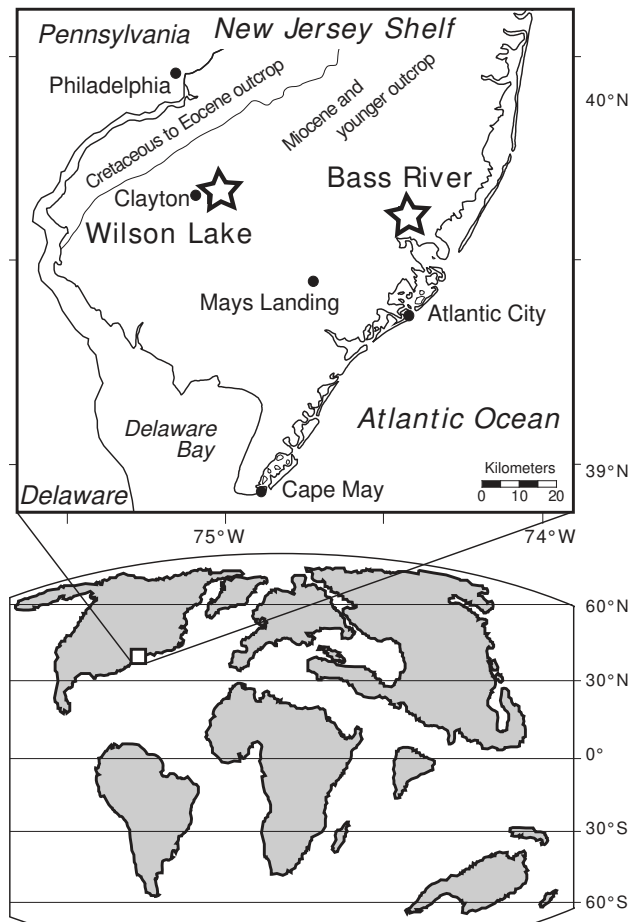 New Jersey Shelf
Pennsylvania
Philadelphia
40°N
Cretaceous to Eocene outcrop
Miocene and
younger outcrop
Bass River
Clayton
Wilson Lake
Mays Landing
Atlantic City
Atlantic Ocean
Delaware
Bay
Kilometers
0 10 20
39°N
Delaware
Cape May
75°W
74°W
60°N
30°N
0°
30°S
60°S